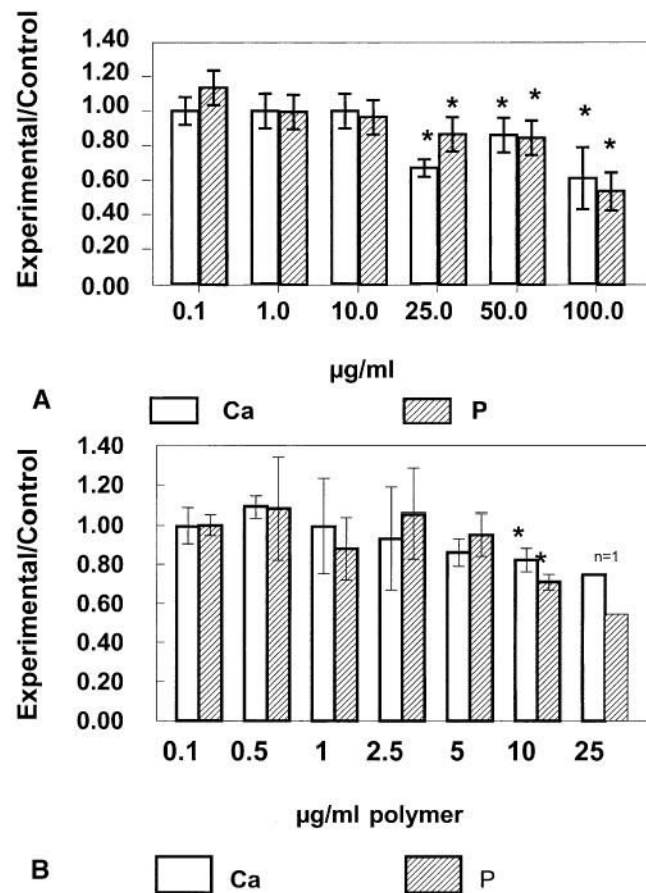 Experimental/Control
1.40
1.20
1.00
0.80
0.60
0.40
0.20
0.00
* * * * * *
0.1 1.0 10.0 25.0 50.0 100.0
µg/ml
A Ca P
Experimental/Control
1.40
1.20
1.00
0.80
0.60
0.40
0.20
0.00
* * n=1
0.1 0.5 1 2.5 5 10 25
µg/ml polymer
B Ca P